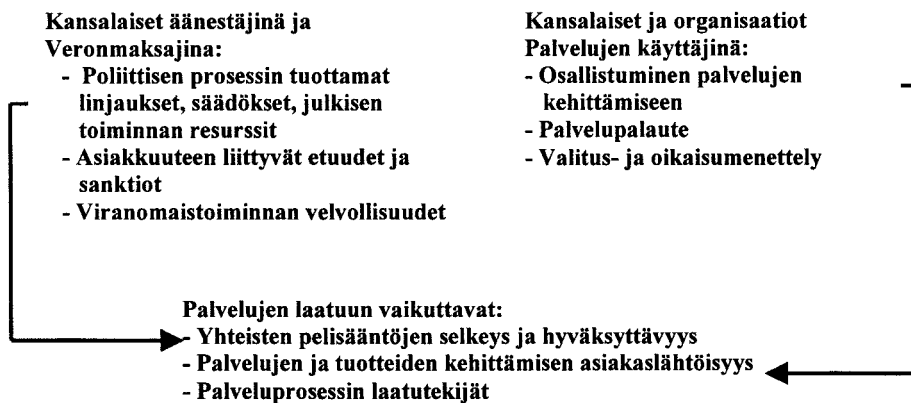 Kansalaiset äänestäjinä ja
Veronmaksajina:
- Poliittisen prosessin tuottamat
linjaukset, säädökset, julkisen
toiminnan resurssit
- Asiakkuuteen liittyvät etuudet ja
sanktiot
- Viranomaistoiminnan velvollisuudet
Kansalaiset ja organisaatiot
Palvelujen käyttäjinä:
- Osallistuminen palvelujen
kehittämiseen
- Palvelupalaute
- Valitus- ja oikaisumenettely
Palvelujen laatuun vaikuttavat:
- Yhteisten pelisääntöjen selkeys ja hyväksyttävyys
- Palvelujen ja tuotteiden kehittämisen asiakaslähtöisyys
- Palveluprosessin laatutekijät